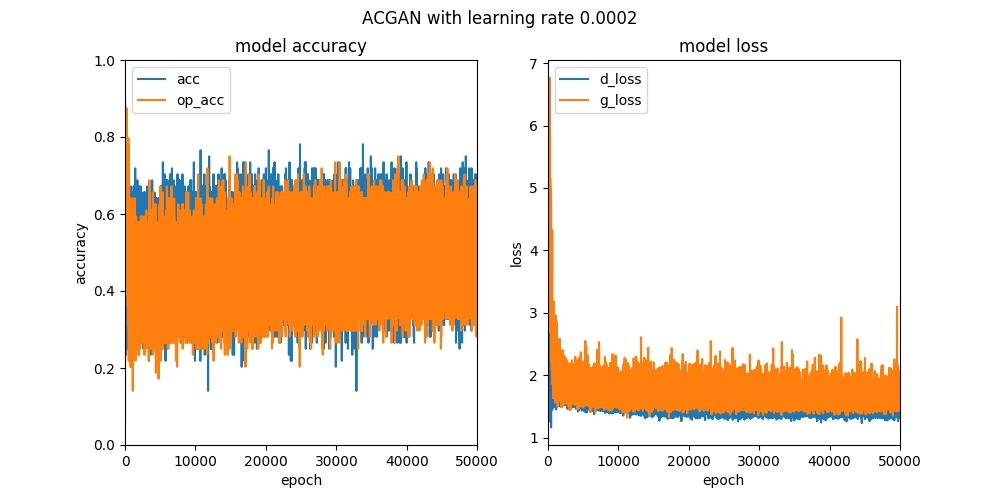 ACGAN with learning rate 0.0002
model accuracy
acc
op_acc
accuracy
1.0
0.8
0.6
0.4
0.2
0.0
0 10000 20000 30000 40000 50000
epoch
model loss
d_loss
g_loss
loss
7
6
5
4
3
2
1
0 10000 20000 30000 40000 50000
epoch